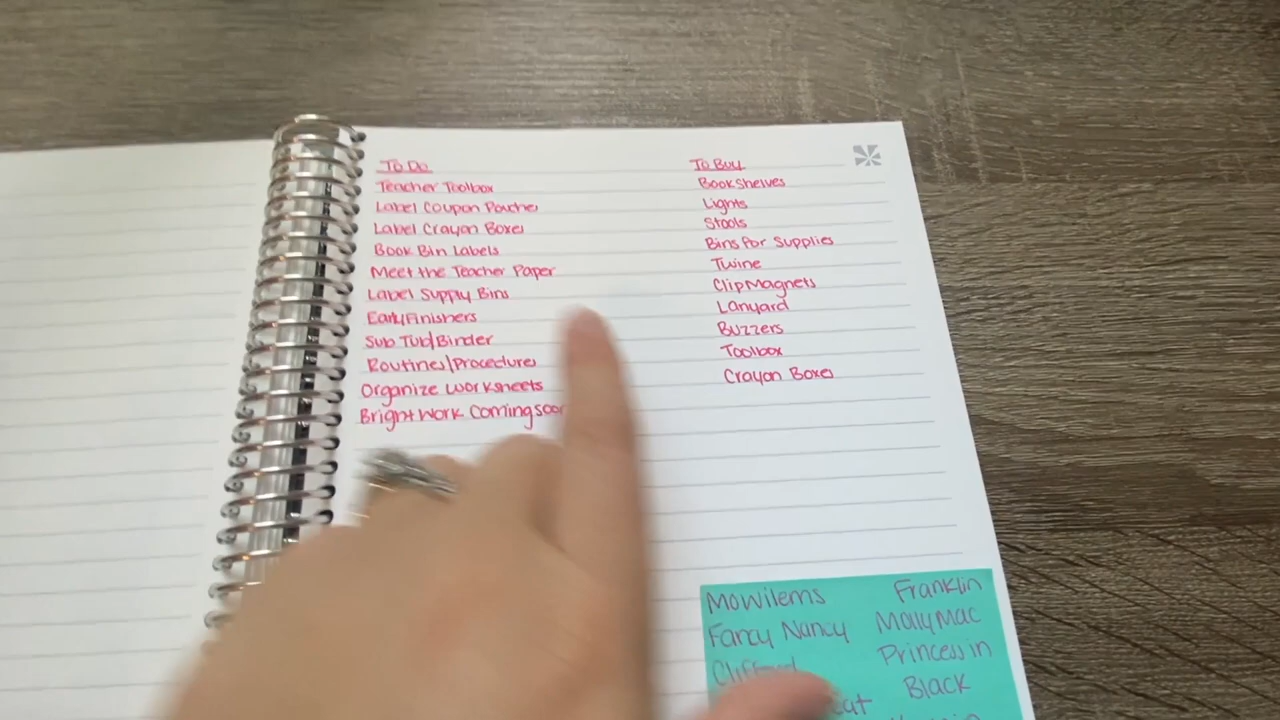 To Do
Teacher Toolbox
Label Coupon Pouches
Label Crayon Boxes
Book Bin Labels
Meet the Teacher Paper
Label Supply Bins
Early Finishers
Sub Tub/Binder
Routines/Procedures
Organize Worksheets
Bright Work Coming soon
To Buy
Bookshelves
Lights
Stools
Bins for Supplies
Twine
Clip Magnets
Lanyard
Buzzers
Toolbox
Crayon Boxes
Mowilems
Fancy Nancy
Clifford
Franklin
Molly Mac
Princess in
Black